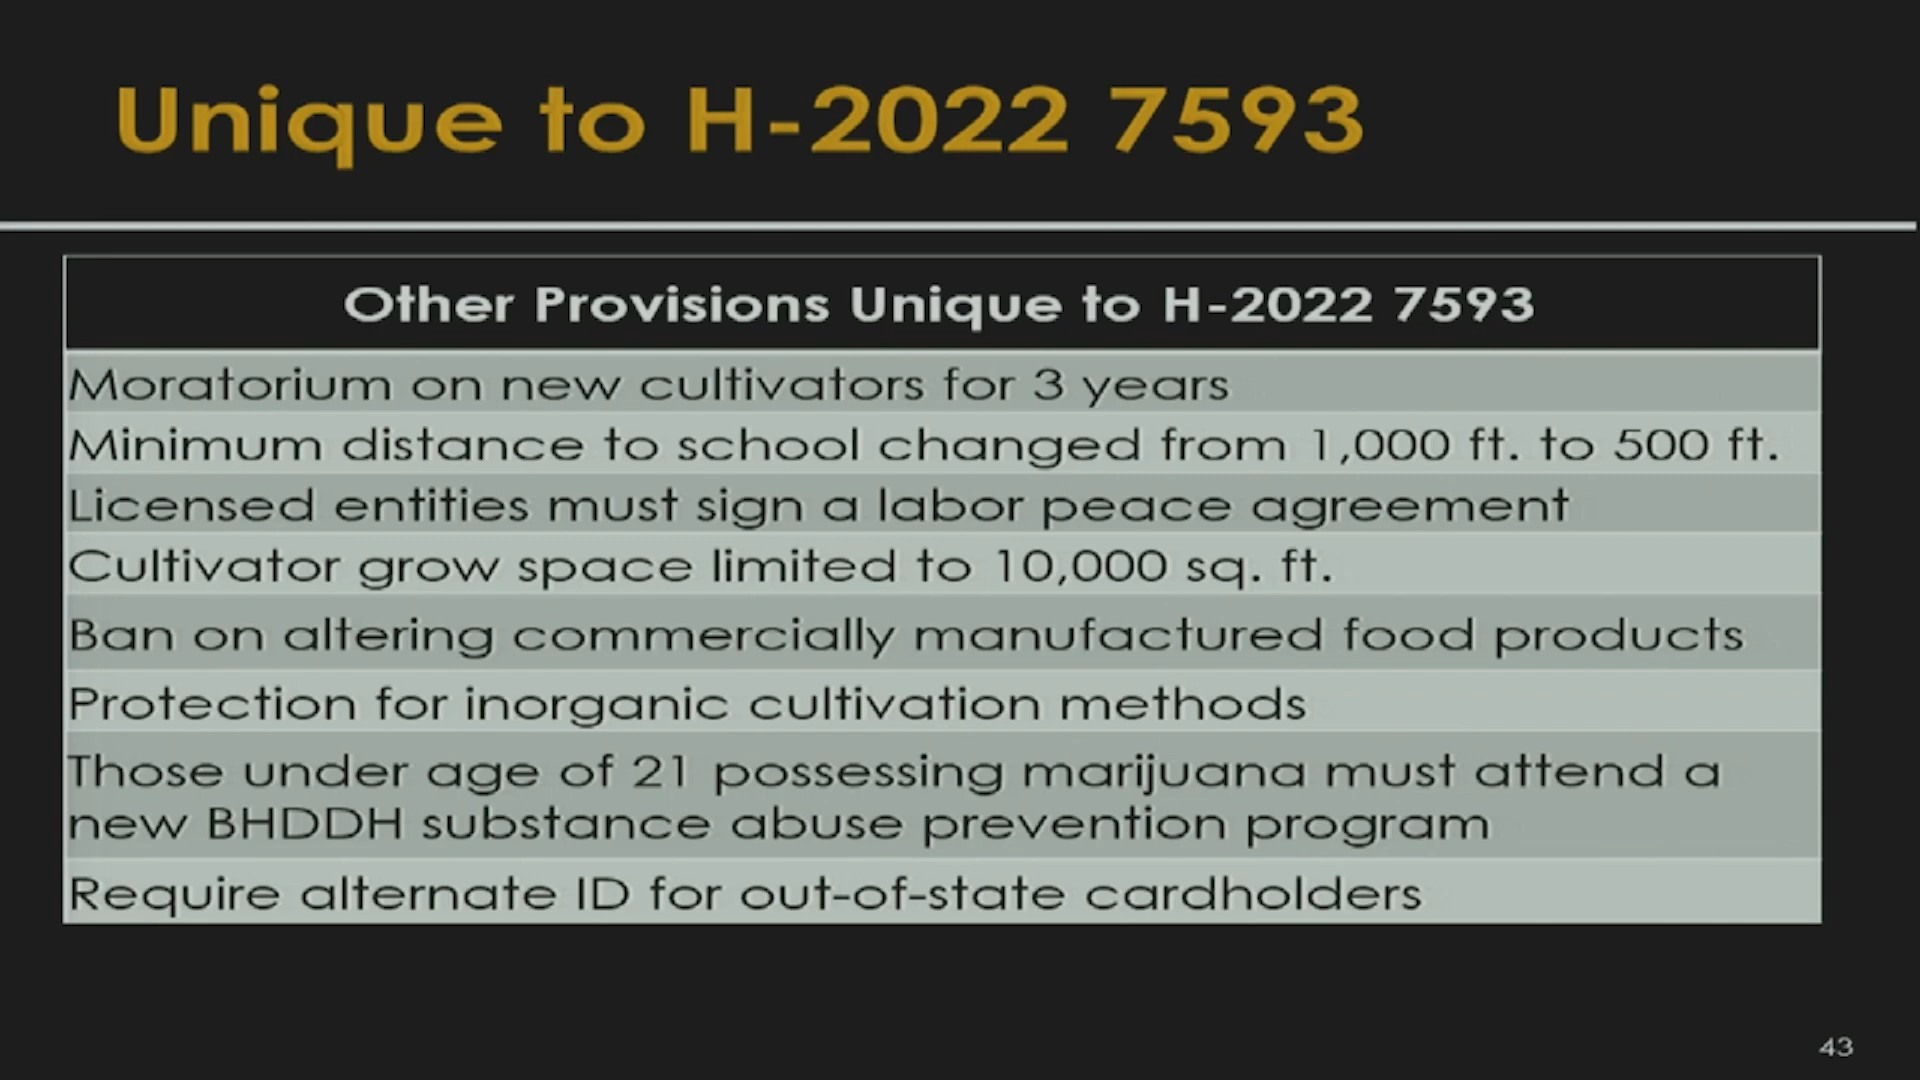 Unique to H-2022 7593
Other Provisions Unique to H-2022 7593
Moratorium on new cultivators for 3 years
Minimum distance to school changed from 1,000 ft. to 500 ft.
Licensed entities must sign a labor peace agreement
Cultivator grow space limited to 10,000 sq. ft.
Ban on altering commercially manufactured food products
Protection for inorganic cultivation methods
Those under age of 21 possessing marijuana must attend a
new BHDDH substance abuse prevention program
Require alternate ID for out-of-state cardholders
43